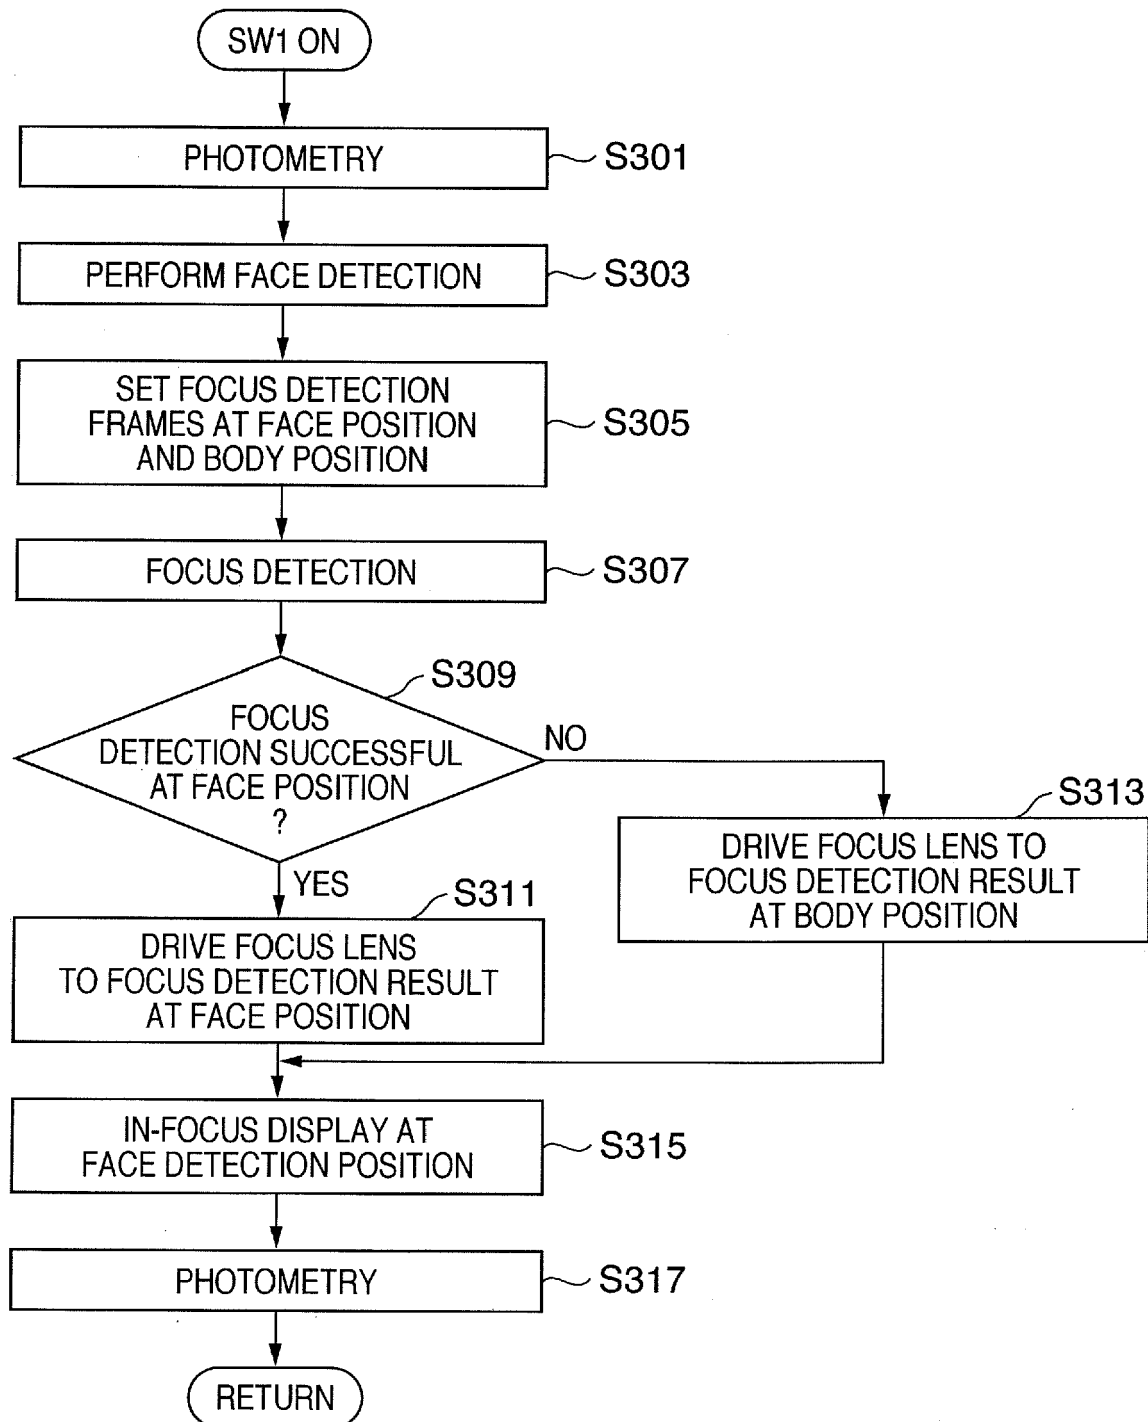 SW1 ON
PHOTOMETRY
S301
PERFORM FACE DETECTION
S303
SET FOCUS DETECTION
FRAMES AT FACE POSITION
AND BODY POSITION
S305
FOCUS DETECTION
S307
S309
FOCUS
DETECTION SUCCESSFUL
AT FACE POSITION
?
NO
YES
S313
DRIVE FOCUS LENS TO
FOCUS DETECTION RESULT
AT BODY POSITION
S311
DRIVE FOCUS LENS
TO FOCUS DETECTION RESULT
AT FACE POSITION
IN-FOCUS DISPLAY AT
FACE DETECTION POSITION
S315
PHOTOMETRY
S317
RETURN